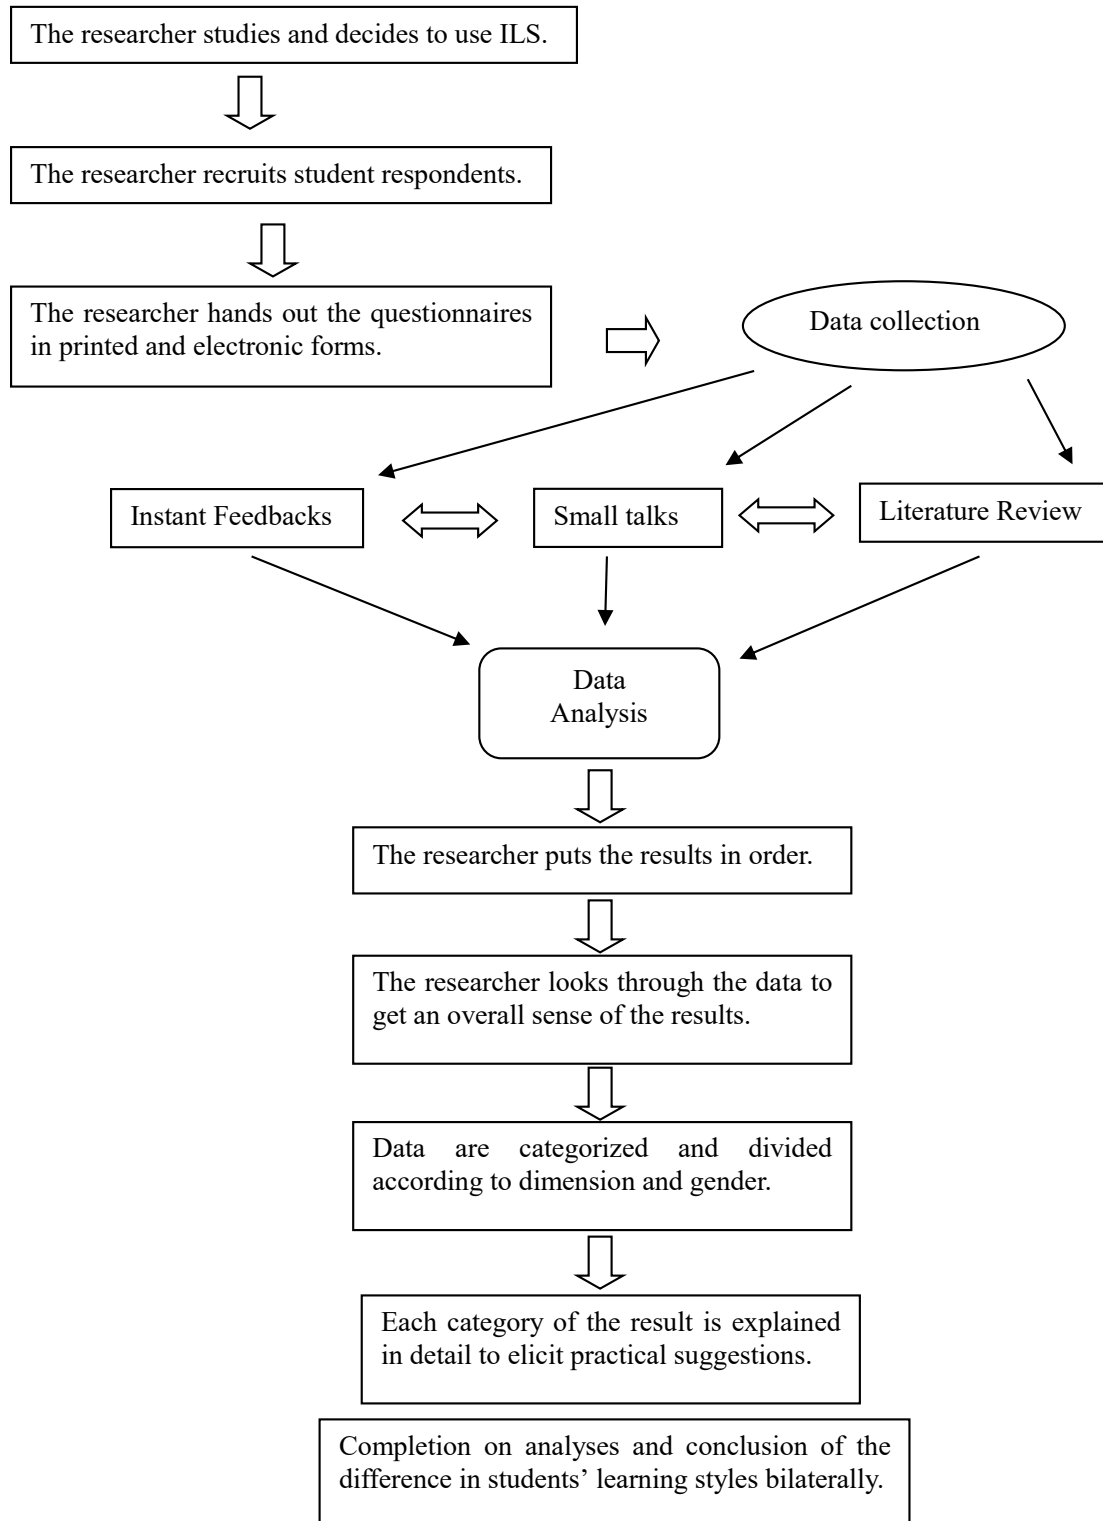 The researcher studies and decides to use ILS.
The researcher recruits student respondents.
The researcher hands out the questionnaires
in printed and electronic forms.
Data collection
Instant Feedbacks
Small talks
Literature Review
Data
Analysis
The researcher puts the results in order.
The researcher looks through the data to
get an overall sense of the results.
Data are categorized and divided
according to dimension and gender.
Each category of the result is explained
in detail to elicit practical suggestions.
Completion on analyses and conclusion of the
difference in students’ learning styles bilaterally.